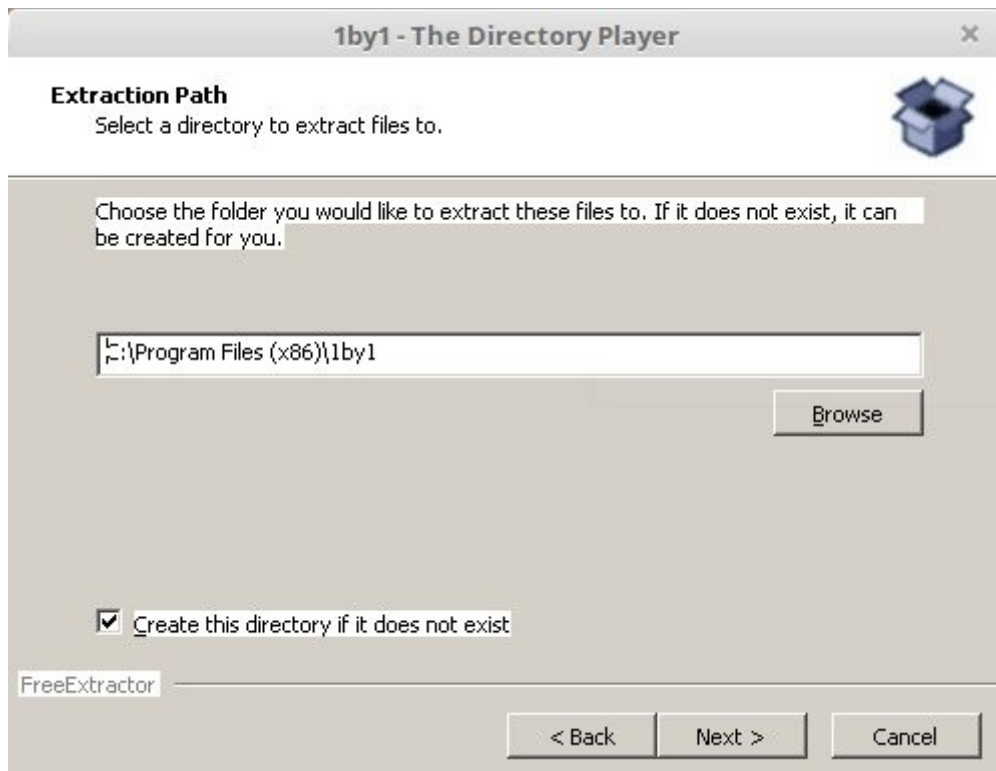 1by1 - The Directory Player
Extraction Path
Select a directory to extract files to.
Choose the folder you would like to extract these files to. If it does not exist, it can
be created for you.
C:\Program Files (x86)\1by1
Browse
Create this directory if it does not exist
FreeExtractor
< Back Next > Cancel